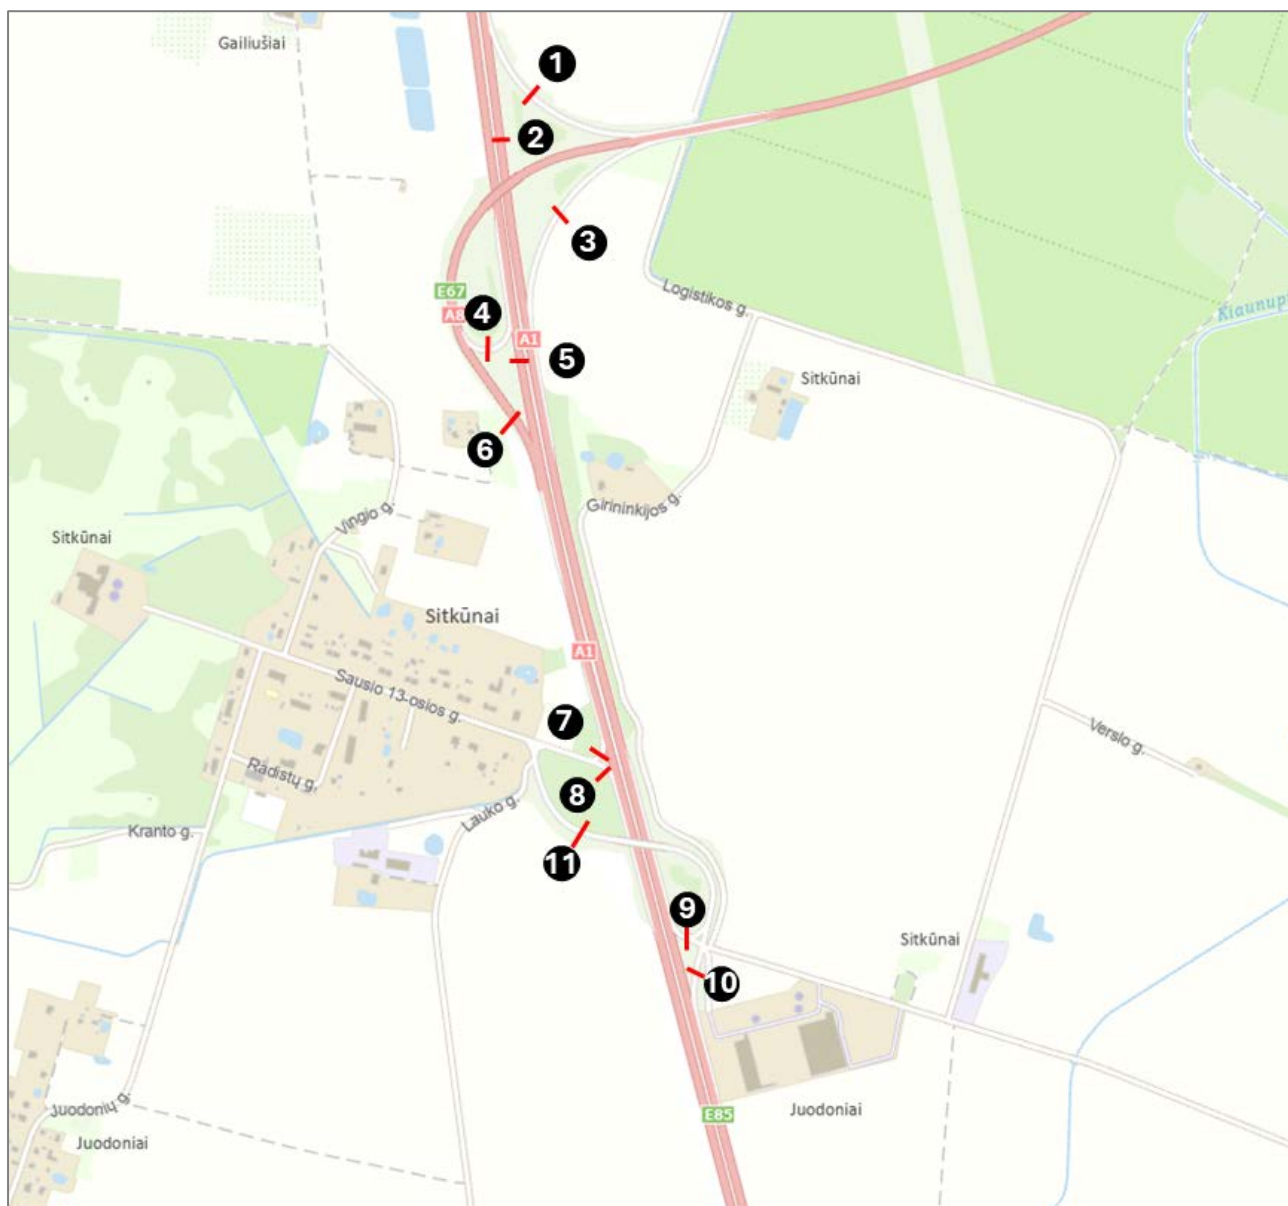 Gailiušiai
1
2
3
E67
A8
4
A1
5
Logistikos g.
Kiaunup
Sitkūnai
6
Girininkijos g.
Vingio g.
Sitkūnai
Sitkūnai
A1
Sausio 13-osios g.
7
Verslo g.
Radistų g.
8
Lauko g.
Kranto g.
11
9
Sitkūnai
10
Juodonių g.
Juodoniai
E85
Juodoniai